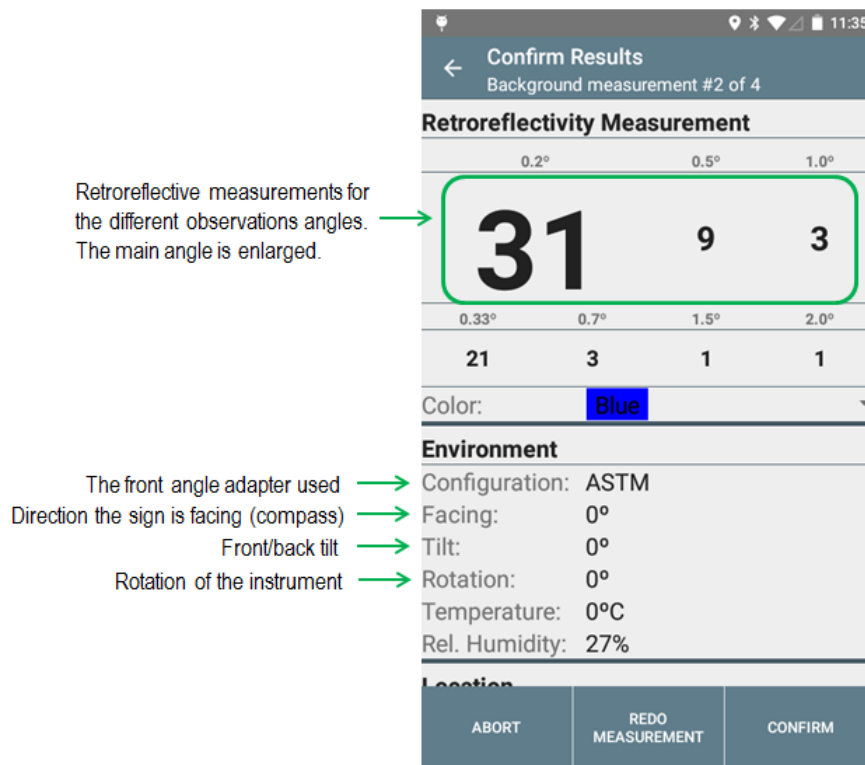 11:35
Confirm Results
Background measurement #2 of 4
Retroreflectivity Measurement
0.2º 0.5º 1.0º
Retroreflective measurements for
the different observations angles.
The main angle is enlarged.
31 9 3
0.33º 0.7º 1.5º 2.0º
21 3 1 1
Color: Blue
Environment
The front angle adapter used
Configuration: ASTM
Direction the sign is facing (compass)
Facing: 0º
Front/back tilt
Tilt: 0º
Rotation of the instrument
Rotation: 0º
Temperature: 0ºC
Rel. Humidity: 27%
Location
ABORT
REDO
MEASUREMENT
CONFIRM